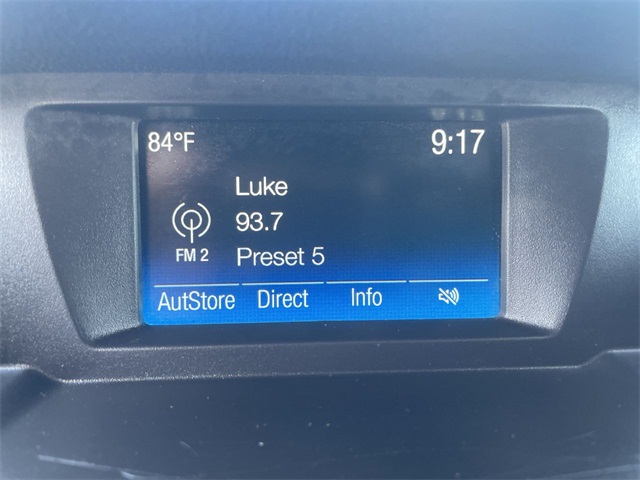 84°F 9:17
Luke
93.7
FM 2
Preset 5
AutStore Direct Info